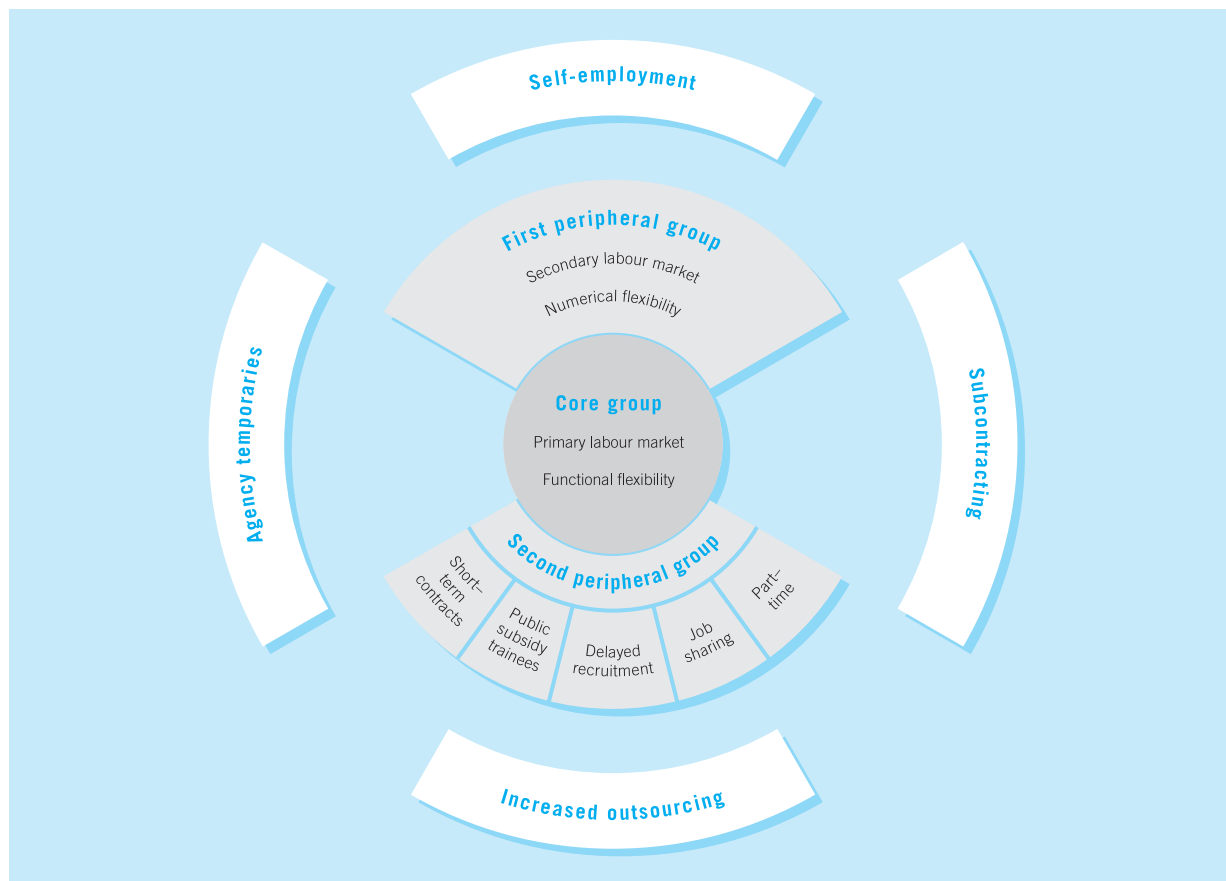 Self-employment
First peripheral group
Secondary labour market
Numerical flexibility
Agency temporaries
Core group
Primary labour market
Functional flexibility
Subcontracting
Second peripheral group
Short–
term
contracts
Public
subsidy
trainees
Delayed
recruitment
Job
sharing
Part–
time
Increased outsourcing